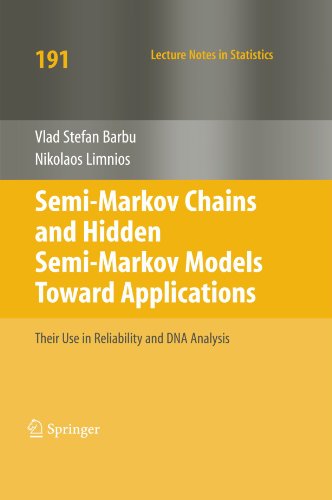 191
Lecture Notes in Statistics
Vlad Stefan Barbu
Nikolaos Limnios
Semi-Markov Chains
and Hidden
Semi-Markov Models
Toward Applications
Their Use in Reliability and DNA Analysis
Springer